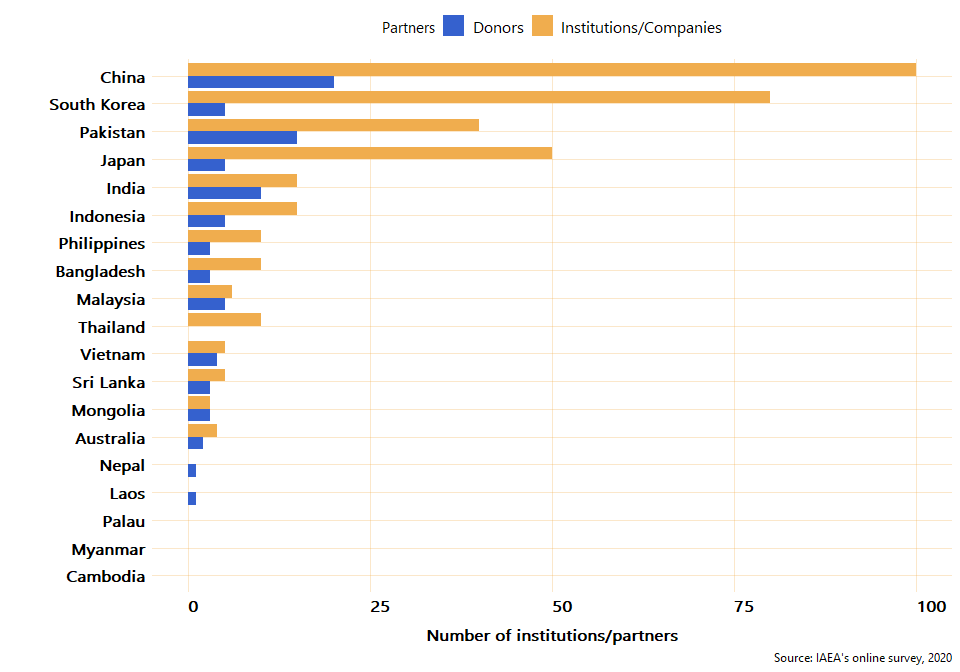 Partners Donors Institutions/Companies
China
South Korea
Pakistan
Japan
India
Indonesia
Philippines
Bangladesh
Malaysia
Thailand
Vietnam
Sri Lanka
Mongolia
Australia
Nepal
Laos
Palau
Myanmar
Cambodia
0 25 50 75 100
Number of institutions/partners
Source: IAEA's online survey, 2020